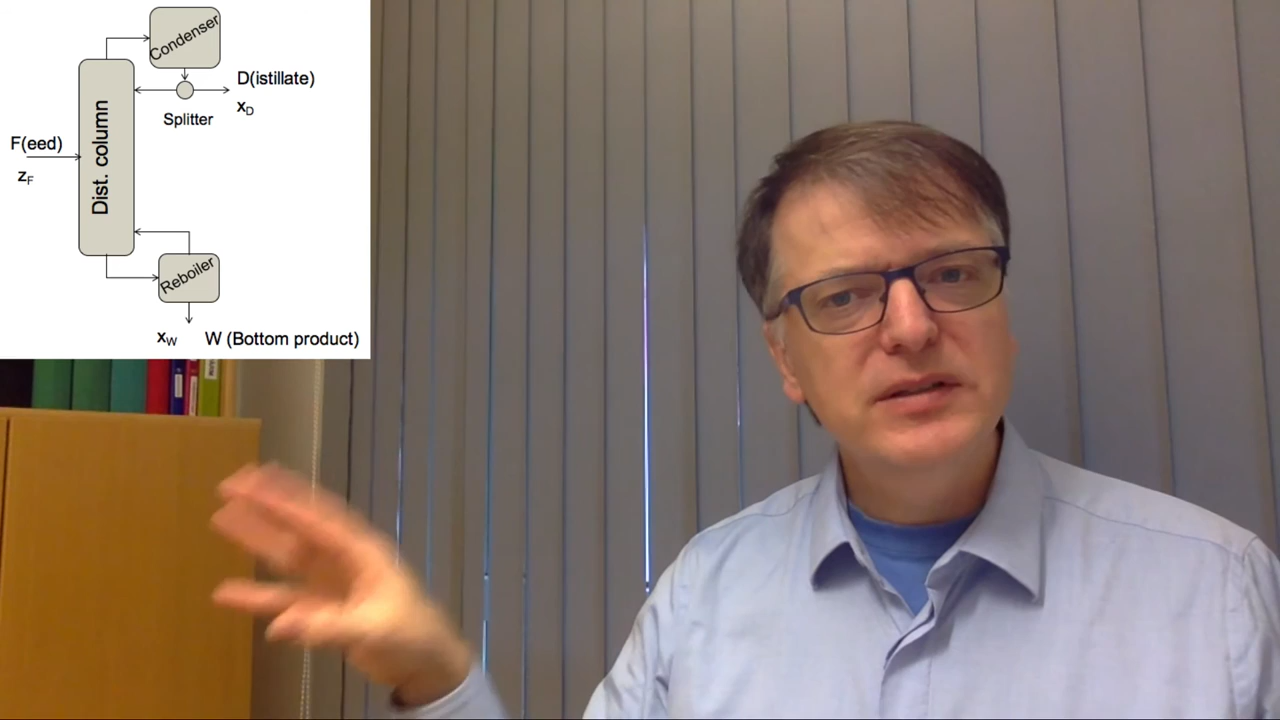 Condenser
D(istillate)
xD
Splitter
F(eed)
zF
Dist. column
Reboiler
xW W (Bottom product)